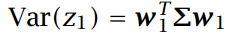 Var(z₁) = 𝒘₁ᵀ𝚺𝒘₁